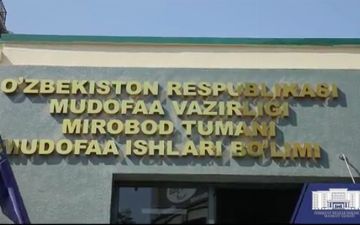 O'ZBEKISTON RESPUBLIKASI
MUDOFAA VAZIRLIGI
MIROBOD TUMANI
MUDOFAA ISHLARI BO'LIMI